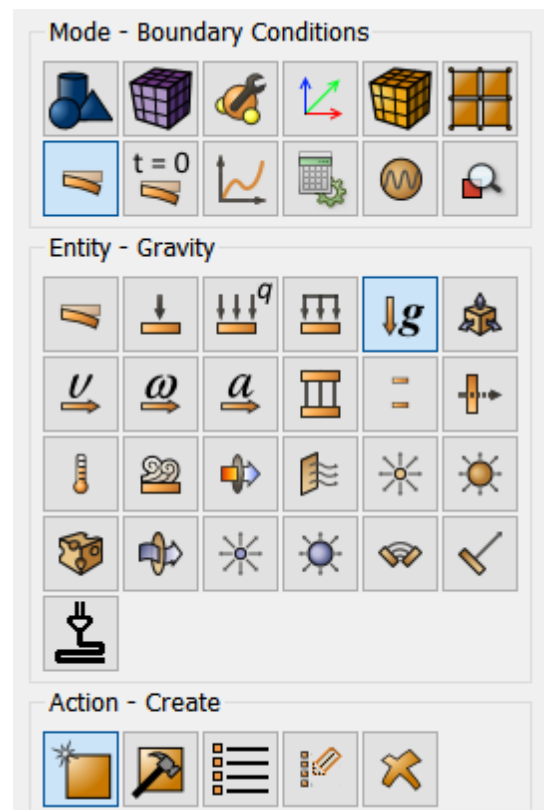 Mode - Boundary Conditions
t = 0
Entity - Gravity
q
g
υ
ω
a
Action - Create